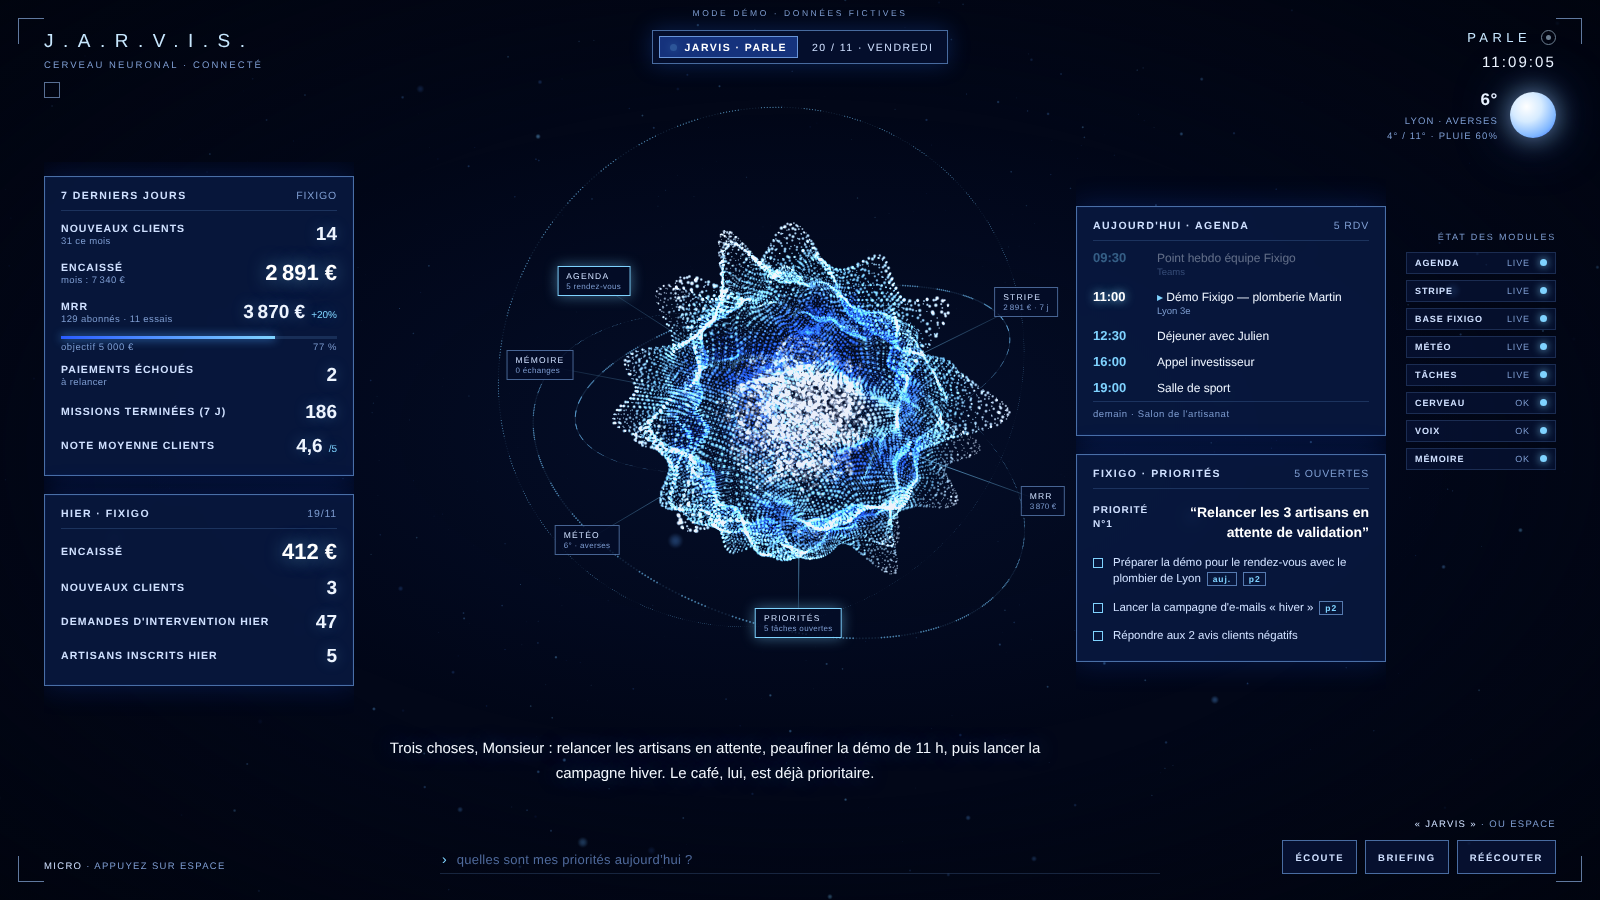 MODE DÉMO · DONNÉES FICTIVES
J.A.R.V.I.S.
CERVEAU NEURONAL · CONNECTÉ
JARVIS · PARLE
20 / 11 · VENDREDI
PARLE
11:09:05
6°
LYON · AVERSES
4° / 11° · PLUIE 60%
7 DERNIERS JOURS FIXIGO
NOUVEAUX CLIENTS 14
31 ce mois
ENCAISSÉ 2 891 €
mois : 7 340 €
MRR 3 870 € +20%
129 abonnés · 11 essais
objectif 5 000 € 77 %
PAIEMENTS ÉCHOUÉS 2
à relancer
MISSIONS TERMINÉES (7 J) 186
NOTE MOYENNE CLIENTS 4,6 /5
HIER · FIXIGO 19/11
ENCAISSÉ 412 €
NOUVEAUX CLIENTS 3
DEMANDES D'INTERVENTION HIER 47
ARTISANS INSCRITS HIER 5
AGENDA
5 rendez-vous
STRIPE
2 891 € · 7 j
MÉMOIRE
0 échanges
MRR
3 870 €
MÉTÉO
6° · averses
PRIORITÉS
5 tâches ouvertes
AUJOURD'HUI · AGENDA 5 RDV
09:30 Point hebdo équipe Fixigo
Teams
11:00 ▸ Démo Fixigo — plomberie Martin
Lyon 3e
12:30 Déjeuner avec Julien
16:00 Appel investisseur
19:00 Salle de sport
demain · Salon de l'artisanat
FIXIGO · PRIORITÉS 5 OUVERTES
PRIORITÉ N°1
“Relancer les 3 artisans en
attente de validation”
Préparer la démo pour le rendez-vous avec le
plombier de Lyon auj. p2
Lancer la campagne d'e-mails « hiver » p2
Répondre aux 2 avis clients négatifs
ÉTAT DES MODULES
AGENDA LIVE
STRIPE LIVE
BASE FIXIGO LIVE
MÉTÉO LIVE
TÂCHES LIVE
CERVEAU OK
VOIX OK
MÉMOIRE OK
Trois choses, Monsieur : relancer les artisans en attente, peaufiner la démo de 11 h, puis lancer la
campagne hiver. Le café, lui, est déjà prioritaire.
MICRO · APPUYEZ SUR ESPACE
› quelles sont mes priorités aujourd'hui ?
« JARVIS » · OU ESPACE
ÉCOUTE
BRIEFING
RÉÉCOUTER